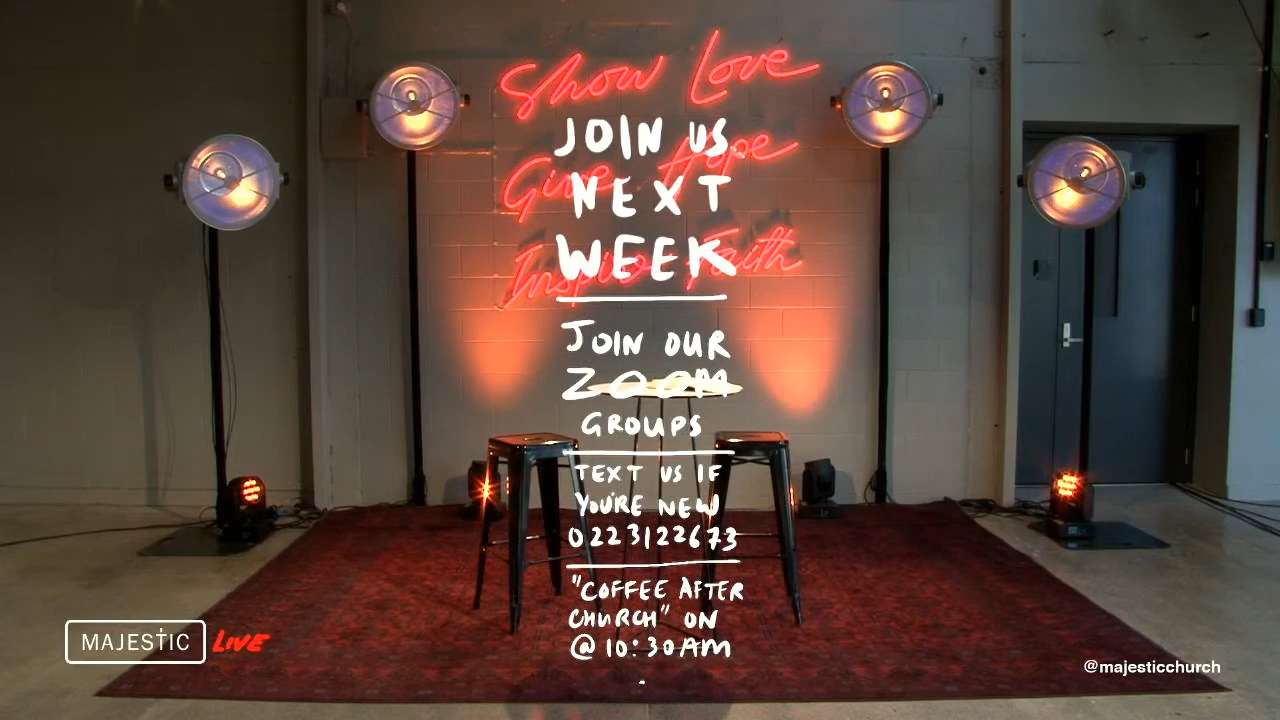 Show Love
JOIN US
Give Hope
NEXT
WEEK
Inspire Faith
JOIN OUR
ZOOM
GROUPS
TEXT US IF
YOU'RE NEW
0223122673
"COFFEE AFTER
CHURCH" ON
@ 10:30AM
MAJESTIC LIVE
@majesticchurch